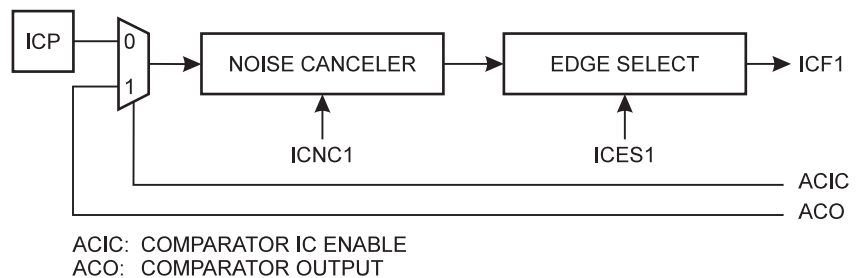 ICP
0
1
NOISE CANCELER
EDGE SELECT
ICF1
ICNC1
ICES1
ACIC
ACO
ACIC: COMPARATOR IC ENABLE
ACO: COMPARATOR OUTPUT